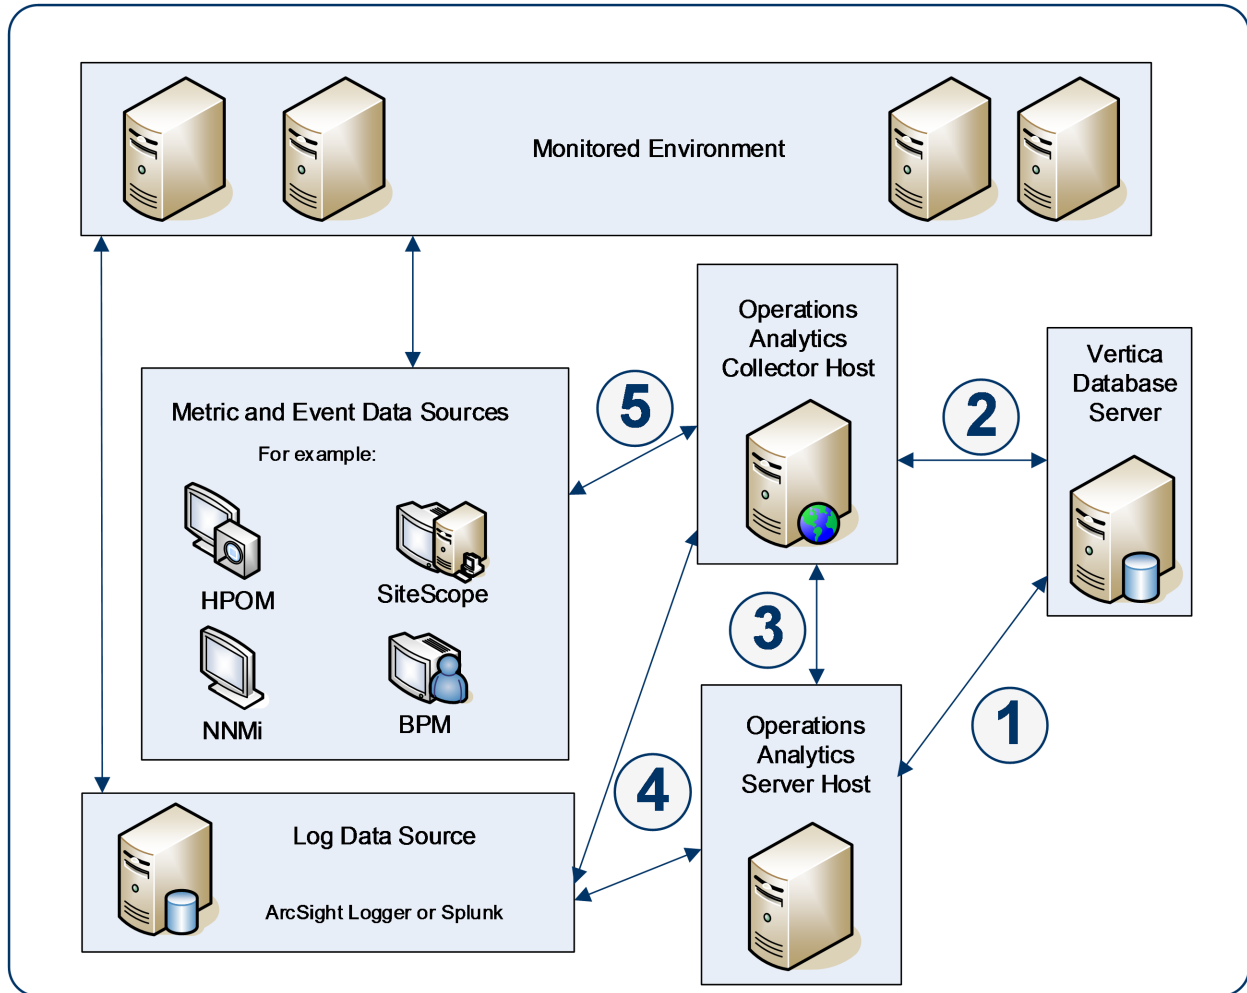 Monitored Environment
Operations
Analytics
Collector Host
Vertica
Database
Server
Metric and Event Data Sources
For example:
HPOM
SiteScope
NNMi
BPM
5
2
3
1
4
Operations
Analytics
Server Host
Log Data Source
ArcSight Logger or Splunk